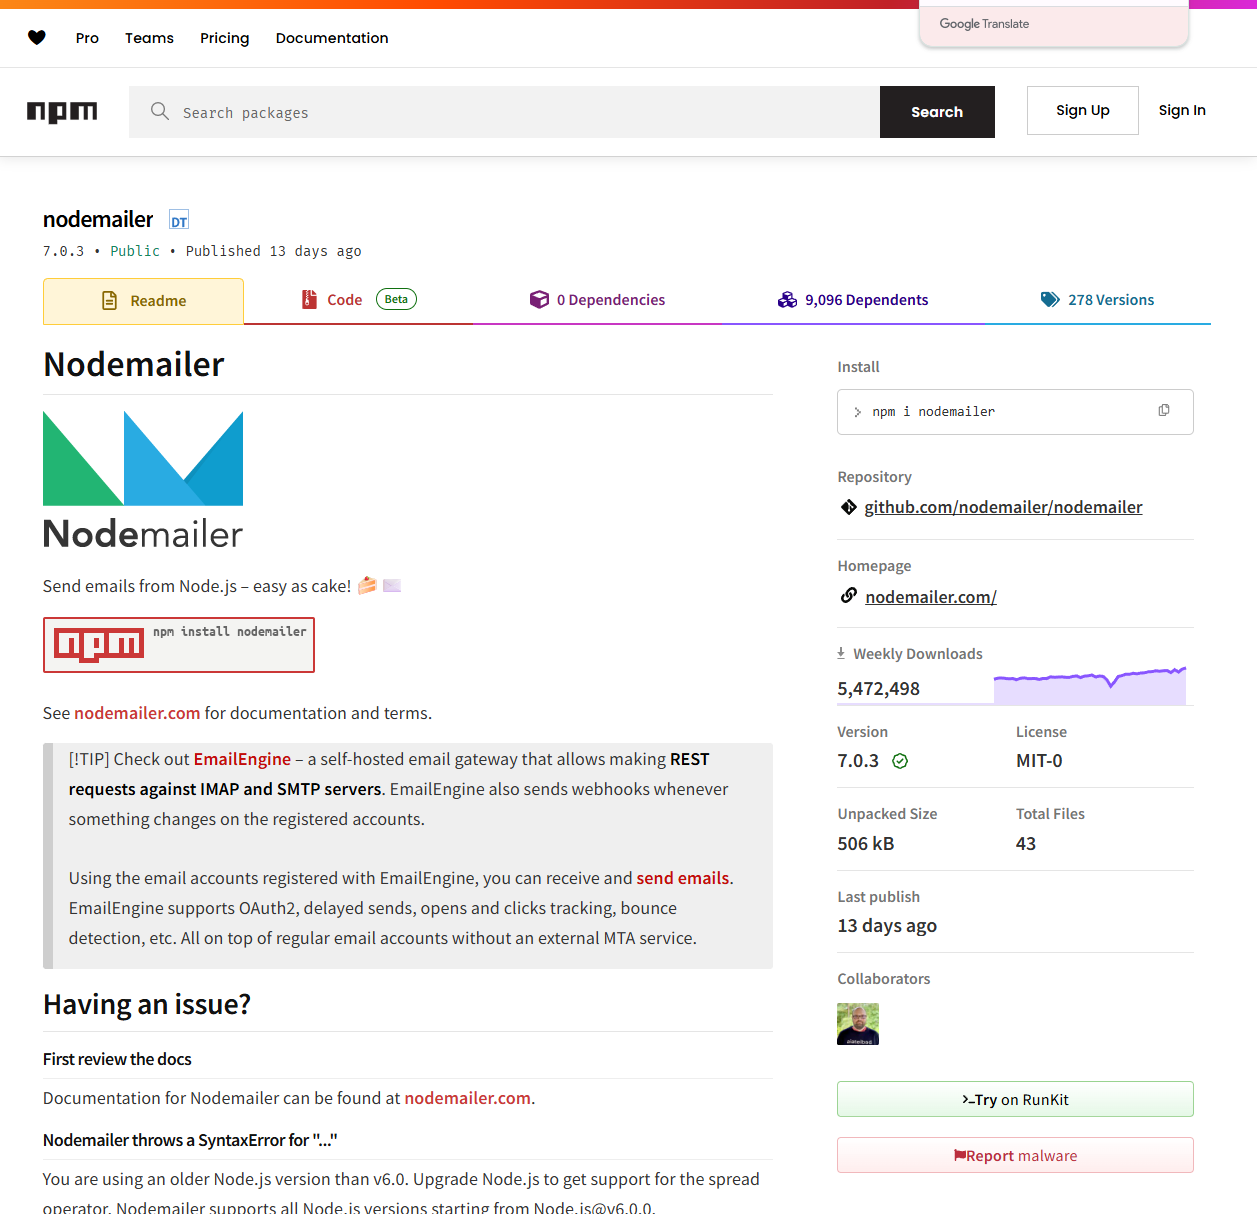 Google Translate
Pro Teams Pricing Documentation
npm
Search packages
Search
Sign Up
Sign In
nodemailer DT
7.0.3 • Public • Published 13 days ago
Readme
Code Beta
0 Dependencies
9,096 Dependents
278 Versions
Nodemailer
Nodemailer
Send emails from Node.js – easy as cake! 🍰✉️
npm npm install nodemailer
See nodemailer.com for documentation and terms.
[!TIP] Check out EmailEngine – a self-hosted email gateway that allows making REST
requests against IMAP and SMTP servers. EmailEngine also sends webhooks whenever
something changes on the registered accounts.
Using the email accounts registered with EmailEngine, you can receive and send emails.
EmailEngine supports OAuth2, delayed sends, opens and clicks tracking, bounce
detection, etc. All on top of regular email accounts without an external MTA service.
Having an issue?
First review the docs
Documentation for Nodemailer can be found at nodemailer.com.
Nodemailer throws a SyntaxError for "..."
You are using an older Node.js version than v6.0. Upgrade Node.js to get support for the spread
operator. Nodemailer supports all Node.js versions starting from Node.js@v6.0.0.
Install
npm i nodemailer
Repository
github.com/nodemailer/nodemailer
Homepage
nodemailer.com/
Weekly Downloads
5,472,498
Version
7.0.3
License
MIT-0
Unpacked Size
506 kB
Total Files
43
Last publish
13 days ago
Collaborators
>_Try on RunKit
Report malware